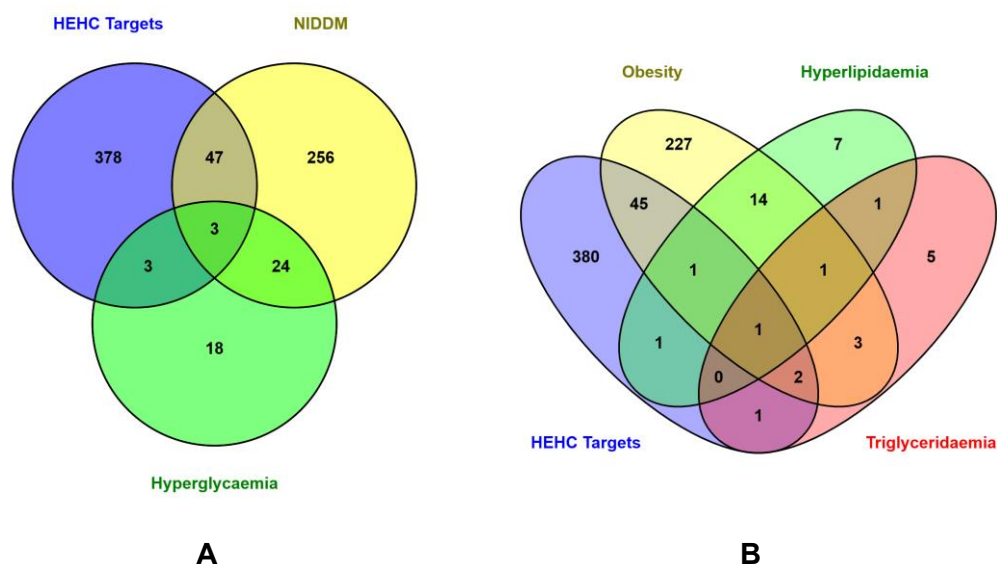 HEHC Targets
NIDDM
378
47
256
3
3
24
18
Hyperglycaemia
A
Obesity
Hyperlipidaemia
227
7
45
14
1
380
1
1
5
1
1
3
0
2
1
HEHC Targets
Triglyceridaemia
B